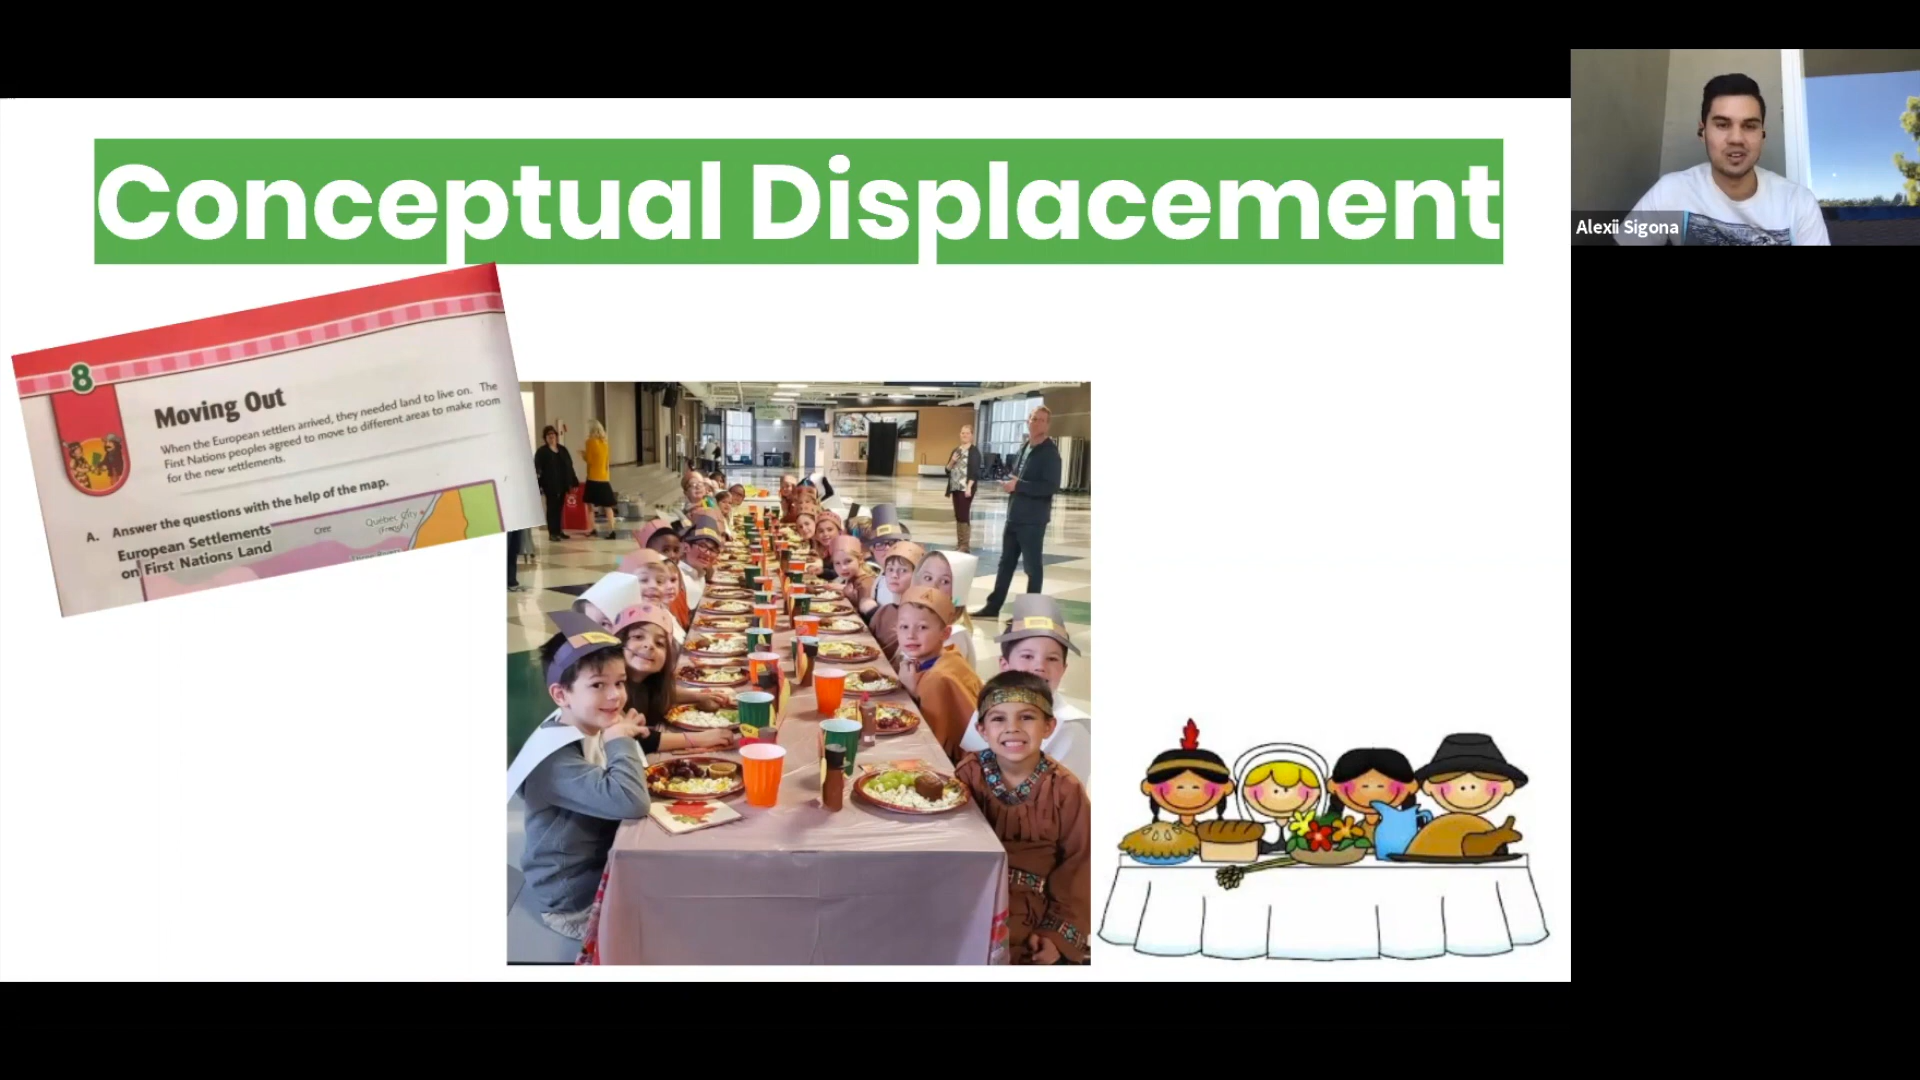 Conceptual Displacement
8
Moving Out
When the European settlers arrived, they needed land to live on. The
First Nations peoples agreed to move to different areas to make room
for the new settlements.
A. Answer the questions with the help of the map.
European Settlements
on First Nations Land
Cree
Québec City
(French)
Alexii Sigona